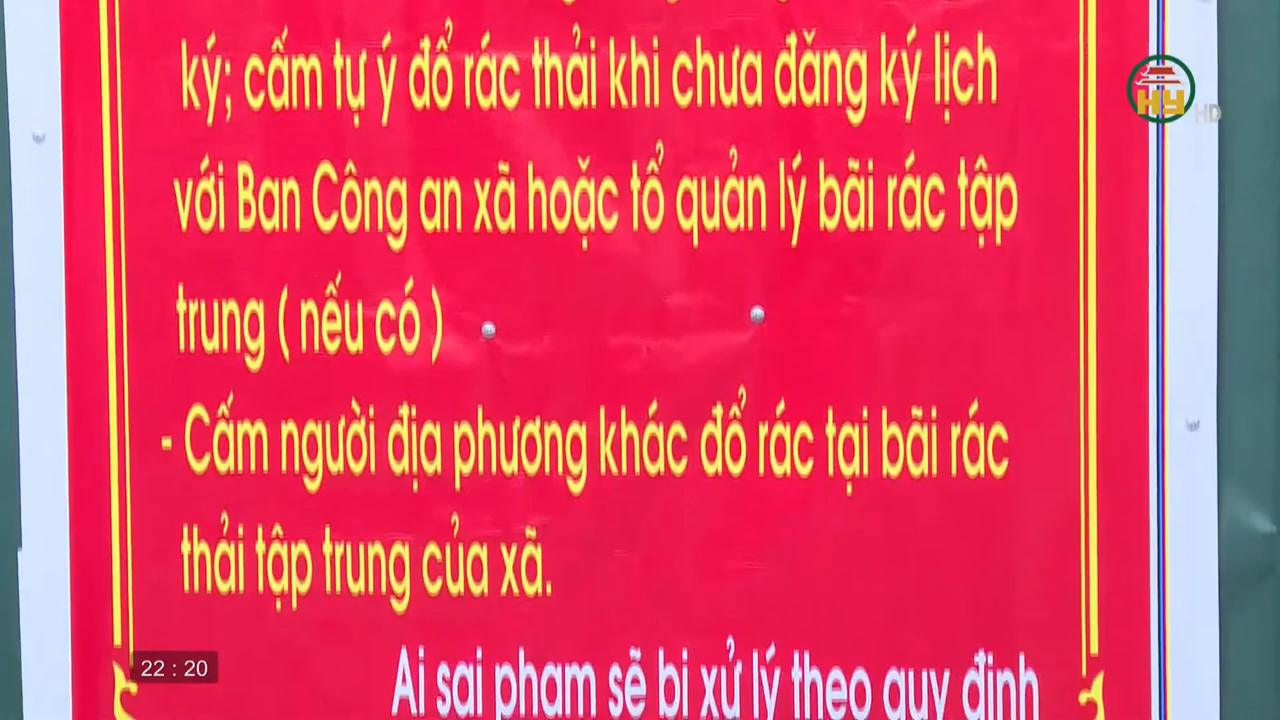 ký; cấm tự ý đổ rác thải khi chưa đăng ký lịch
với Ban Công an xã hoặc tổ quản lý bãi rác tập
trung ( nếu có )
- Cấm người địa phương khác đổ rác tại bãi rác
thải tập trung của xã.
Ai sai phạm sẽ bị xử lý theo quy định
HY HD
22 : 20